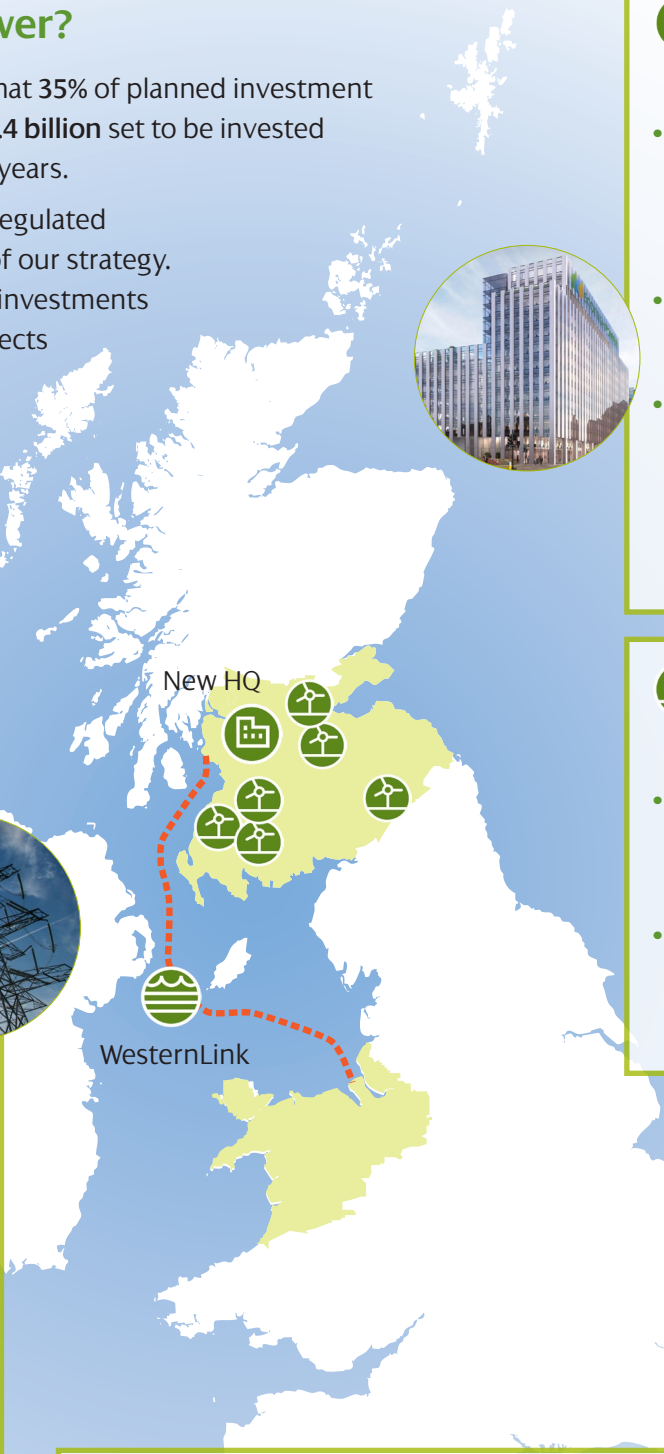 wer?
hat 35% of planned investment
.4 billion set to be invested
years.
egulated
of our strategy.
investments
ects
New HQ
WesternLink